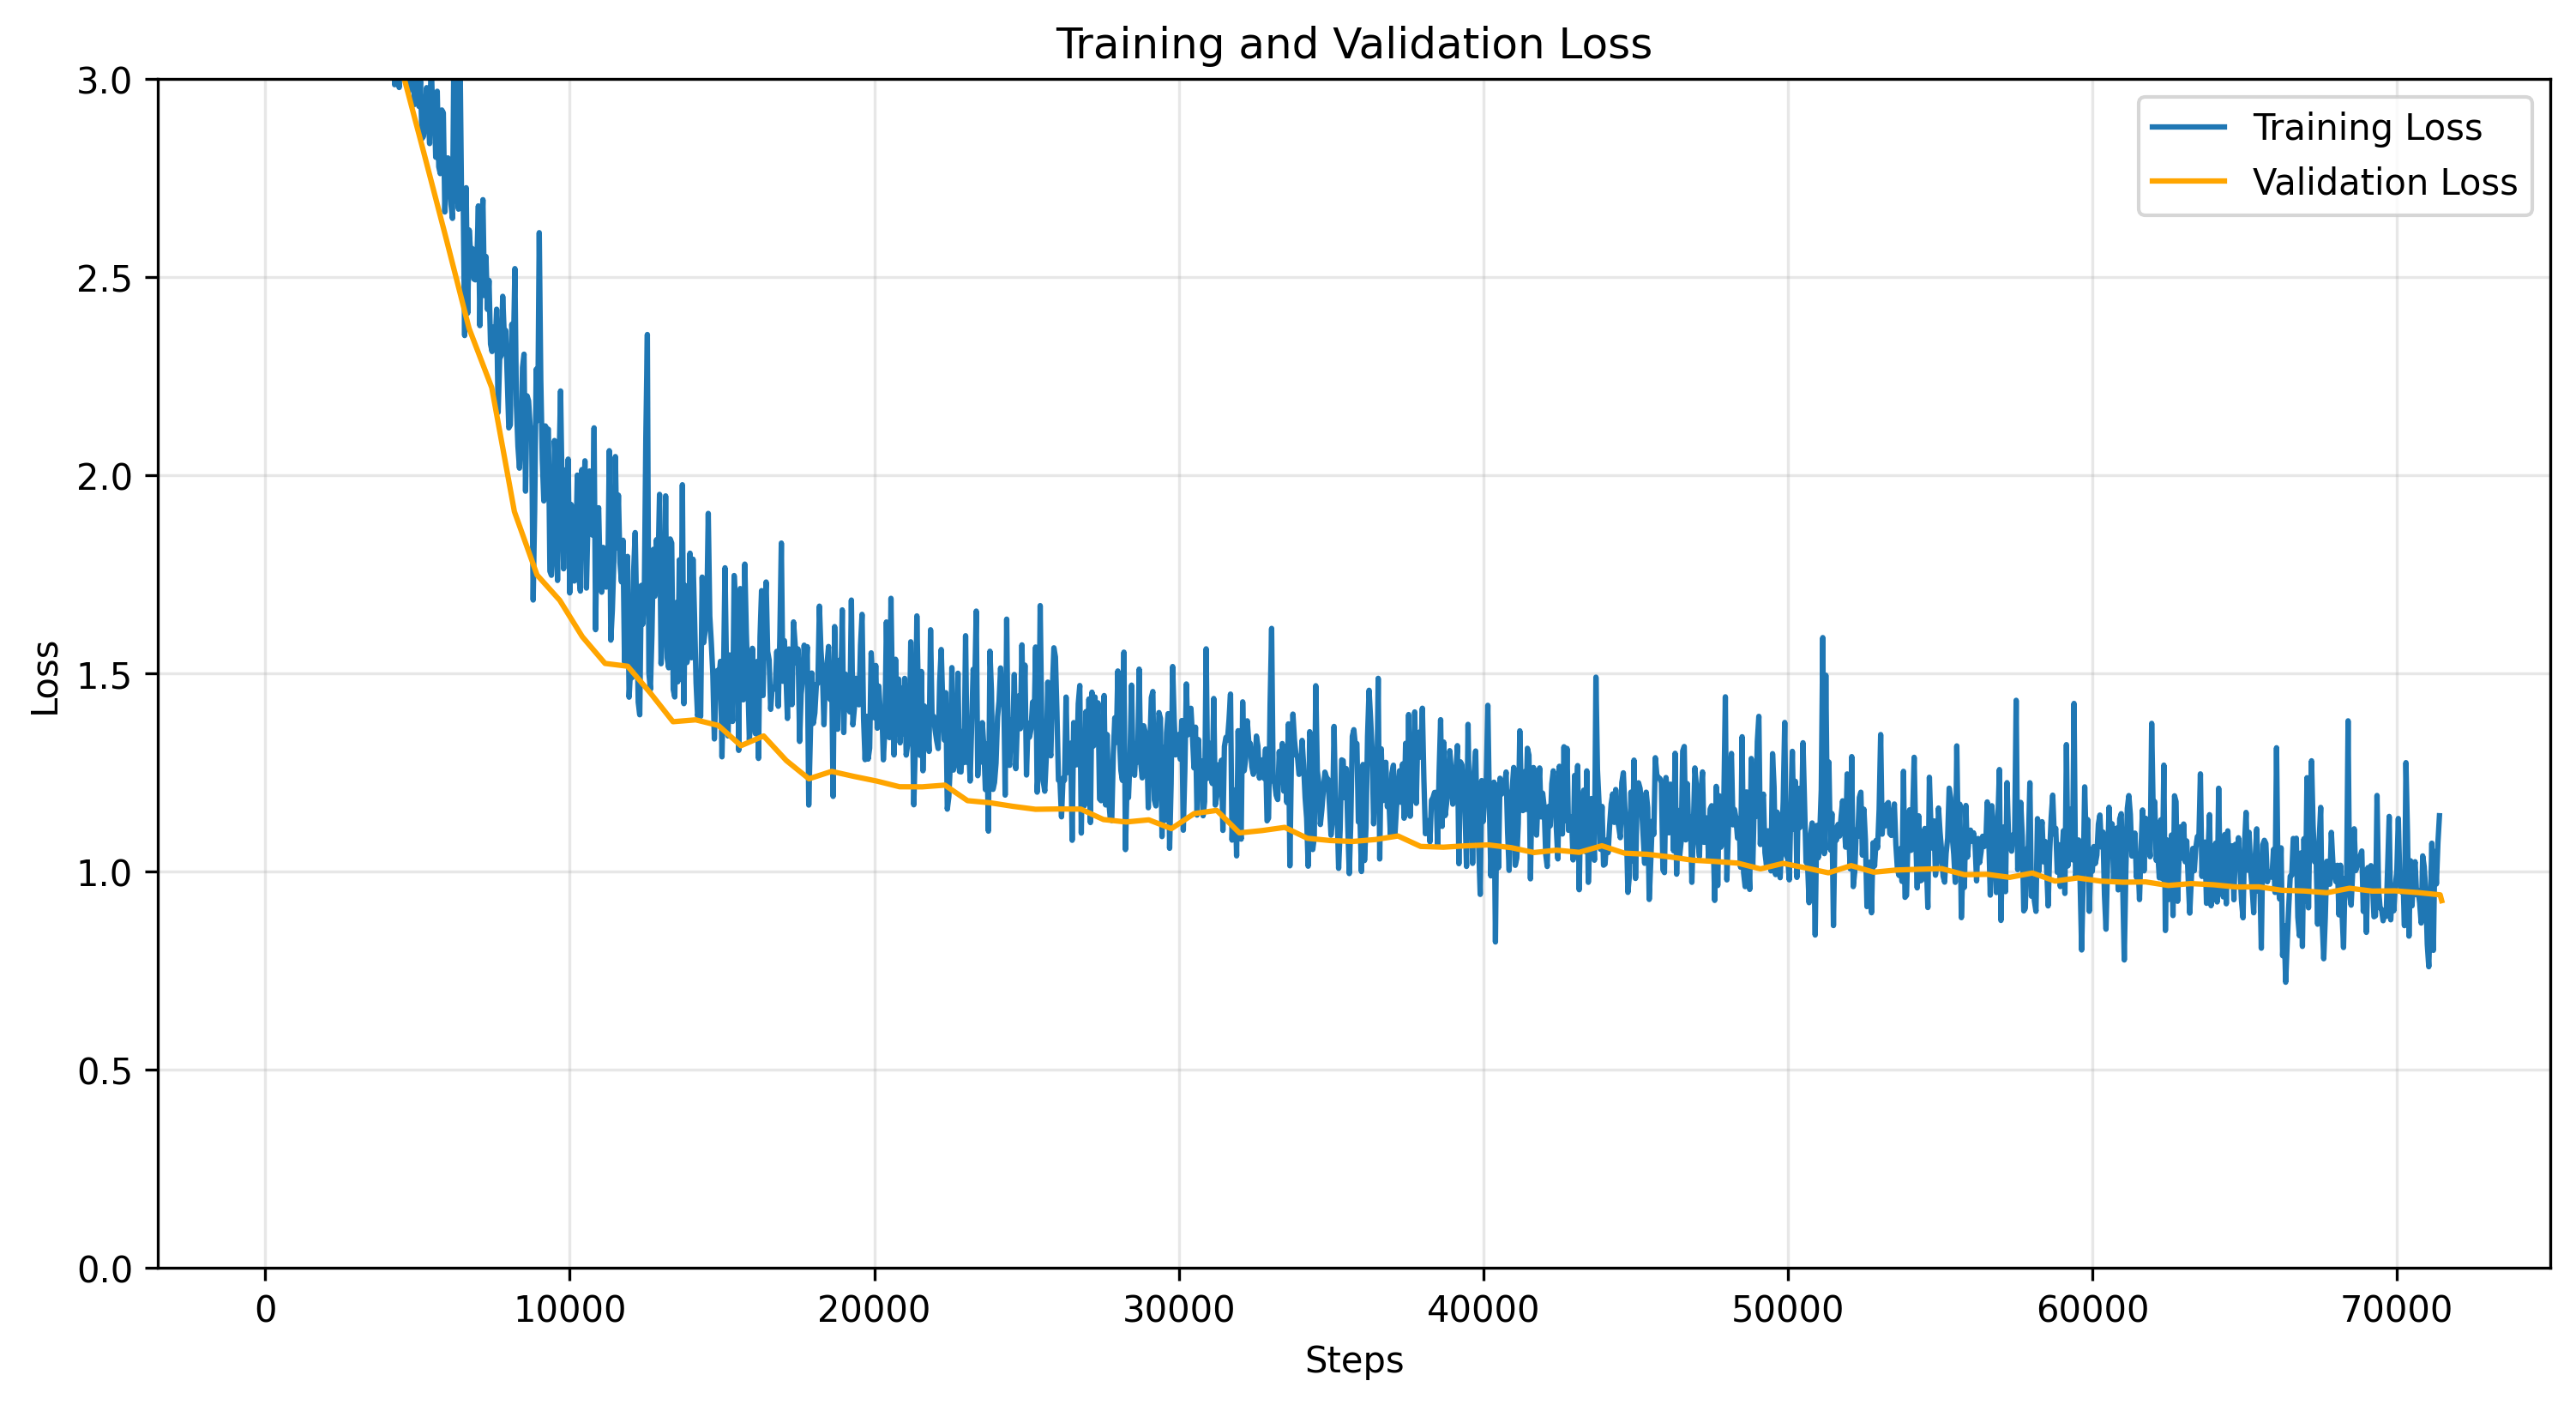 Training and Validation Loss
3.0
2.5
2.0
1.5
1.0
0.5
0.0
Loss
Training Loss
Validation Loss
0 10000 20000 30000 40000 50000 60000 70000
Steps